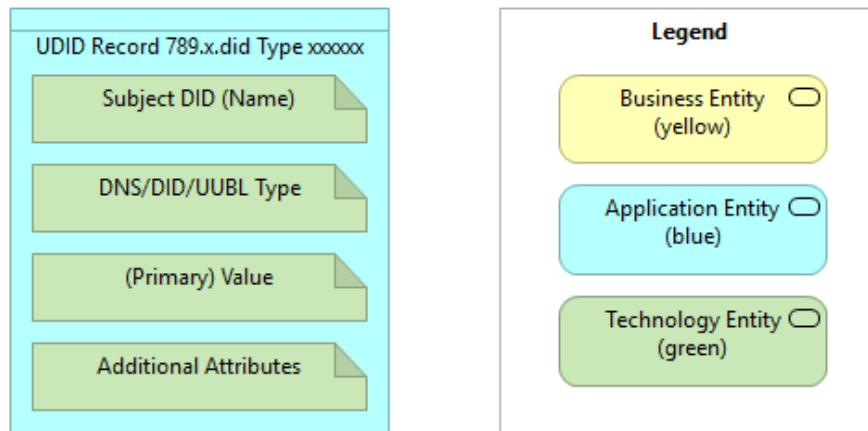 UDID Record 789.x.did Type xxxxxx
Subject DID (Name)
DNS/DID/UUBL Type
(Primary) Value
Additional Attributes
Legend
Business Entity
(yellow)
Application Entity
(blue)
Technology Entity
(green)